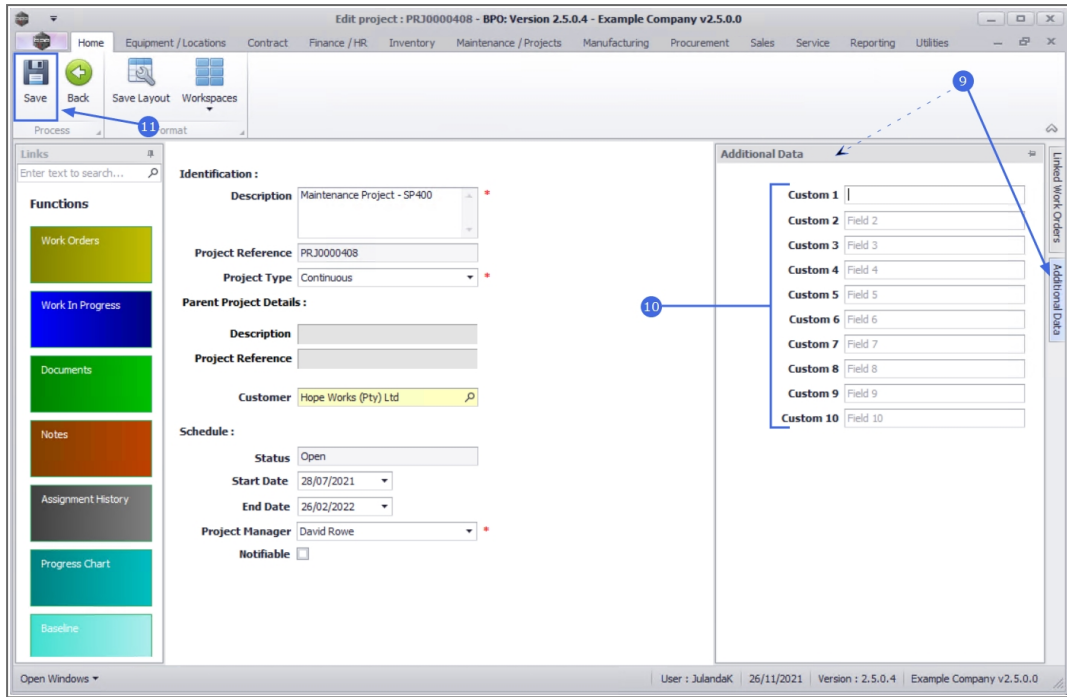 Edit project : PRJ0000408 - BPO: Version 2.5.0.4 - Example Company v2.5.0.0
Home Equipment / Locations Contract Finance / HR Inventory Maintenance / Projects Manufacturing Procurement Sales Service Reporting Utilities
Save Back Save Layout Workspaces
9
11
Process ormat
Links
Enter text to search...
Functions
Work Orders
Work In Progress
Documents
Notes
Assignment History
Progress Chart
Baseline
Identification :
Description Maintenance Project - SP400 *
Project Reference PRJ0000408
Project Type Continuous *
Parent Project Details :
Description
Project Reference
Customer Hope Works (Pty) Ltd
Schedule :
Status Open
Start Date 28/07/2021
End Date 26/02/2022
Project Manager David Rowe *
Notifiable
10
Additional Data
Custom 1
Custom 2 Field 2
Custom 3 Field 3
Custom 4 Field 4
Custom 5 Field 5
Custom 6 Field 6
Custom 7 Field 7
Custom 8 Field 8
Custom 9 Field 9
Custom 10 Field 10
Linked Work Orders
Additional Data
Open Windows
User : JulandaK 26/11/2021 Version : 2.5.0.4 Example Company v2.5.0.0